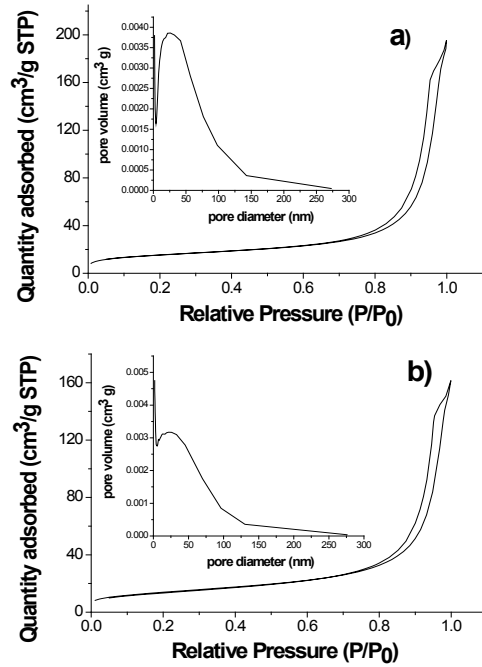 a)
Quantity adsorbed (cm³/g STP)
200
160
120
80
40
0
0.0 0.2 0.4 0.6 0.8 1.0
Relative Pressure (P/P₀)
pore volume (cm³ g)
0.0040
0.0035
0.0030
0.0025
0.0020
0.0015
0.0010
0.0005
0.0000
0 50 100 150 200 250 300
pore diameter (nm)
b)
Quantity adsorbed (cm³/g STP)
160
120
80
40
0
0.0 0.2 0.4 0.6 0.8 1.0
Relative Pressure (P/P₀)
pore volume (cm³ g)
0.006
0.005
0.004
0.003
0.002
0.001
0.000
0 50 100 150 200 250 300
pore diameter (nm)